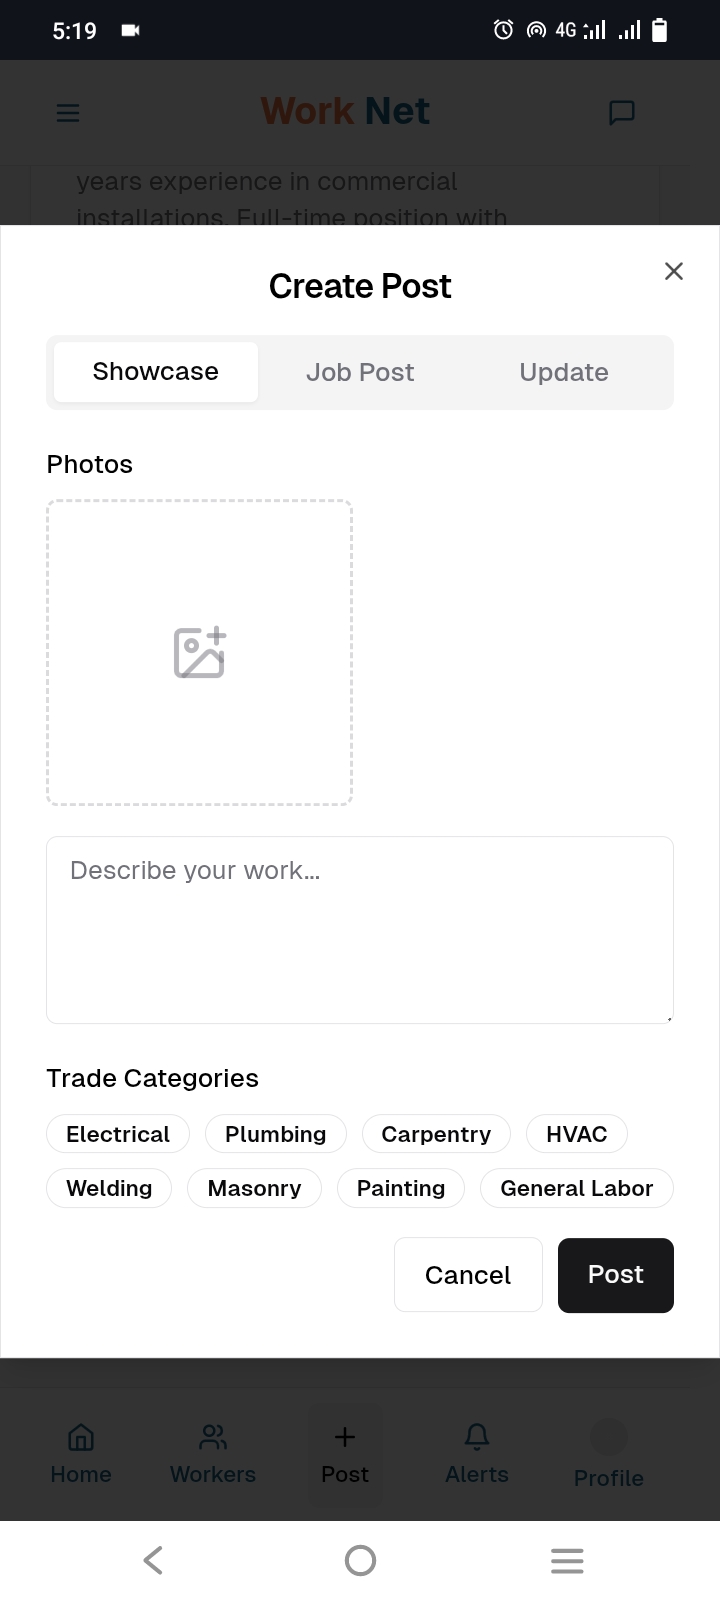 5:19 4G
Work Net
years experience in commercial
installations. Full-time position with
Create Post
Showcase Job Post Update
Photos
Describe your work...
Trade Categories
Electrical Plumbing Carpentry HVAC
Welding Masonry Painting General Labor
Cancel Post
Home Workers Post Alerts Profile